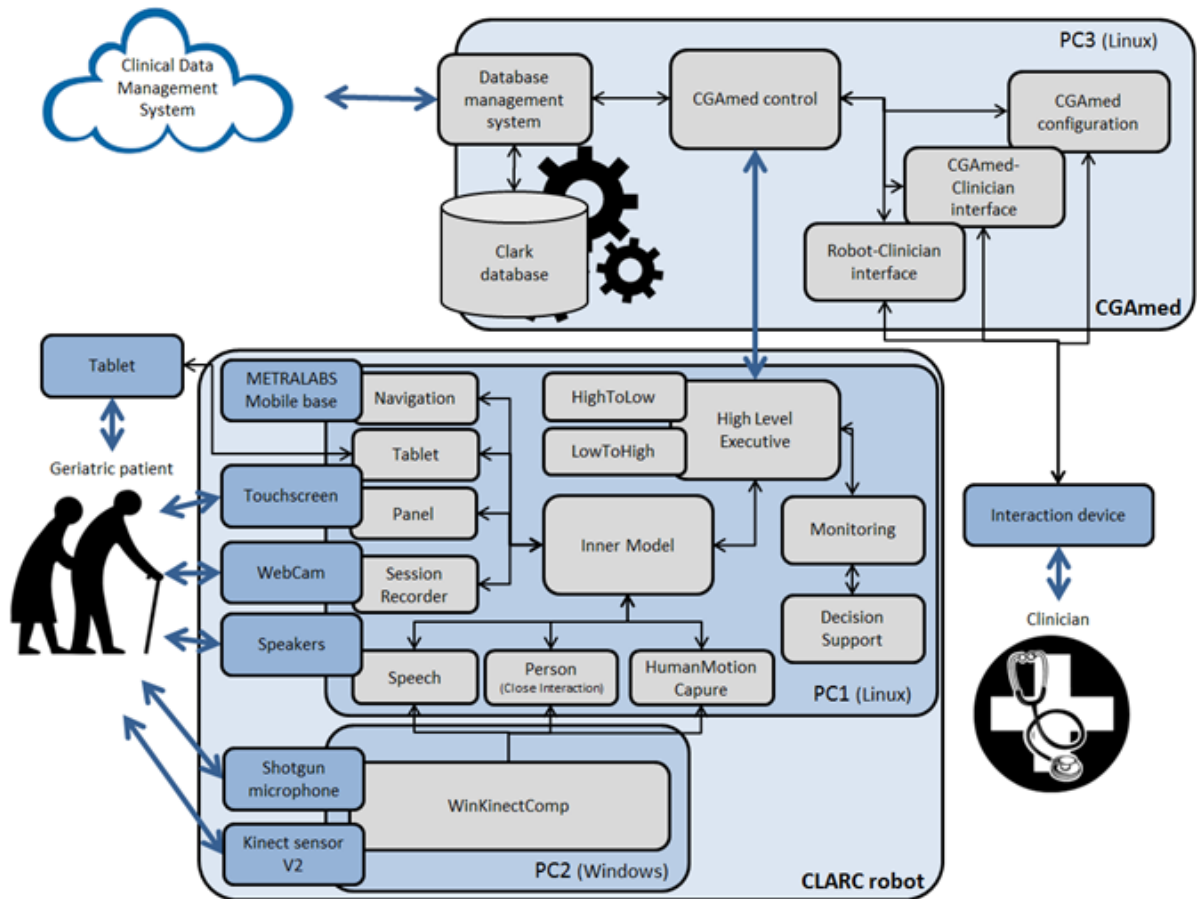 PC3 (Linux)
Clinical Data
Management
System
Database
management
system
CGAmed control
CGAmed
configuration
CGAmed-
Clinician
interface
Clark
database
Robot-Clinician
interface
CGAmed
Tablet
METRALABS
Mobile base
Navigation
HighToLow
High Level
Executive
Tablet
LowToHigh
Geriatric patient
Touchscreen
Panel
Inner Model
Monitoring
Interaction device
WebCam
Session
Recorder
Speakers
Decision
Support
Clinician
Speech
Person
(Close Interaction)
HumanMotion
Capure
PC1 (Linux)
Shotgun
microphone
WinKinectComp
Kinect sensor
V2
PC2 (Windows)
CLARC robot